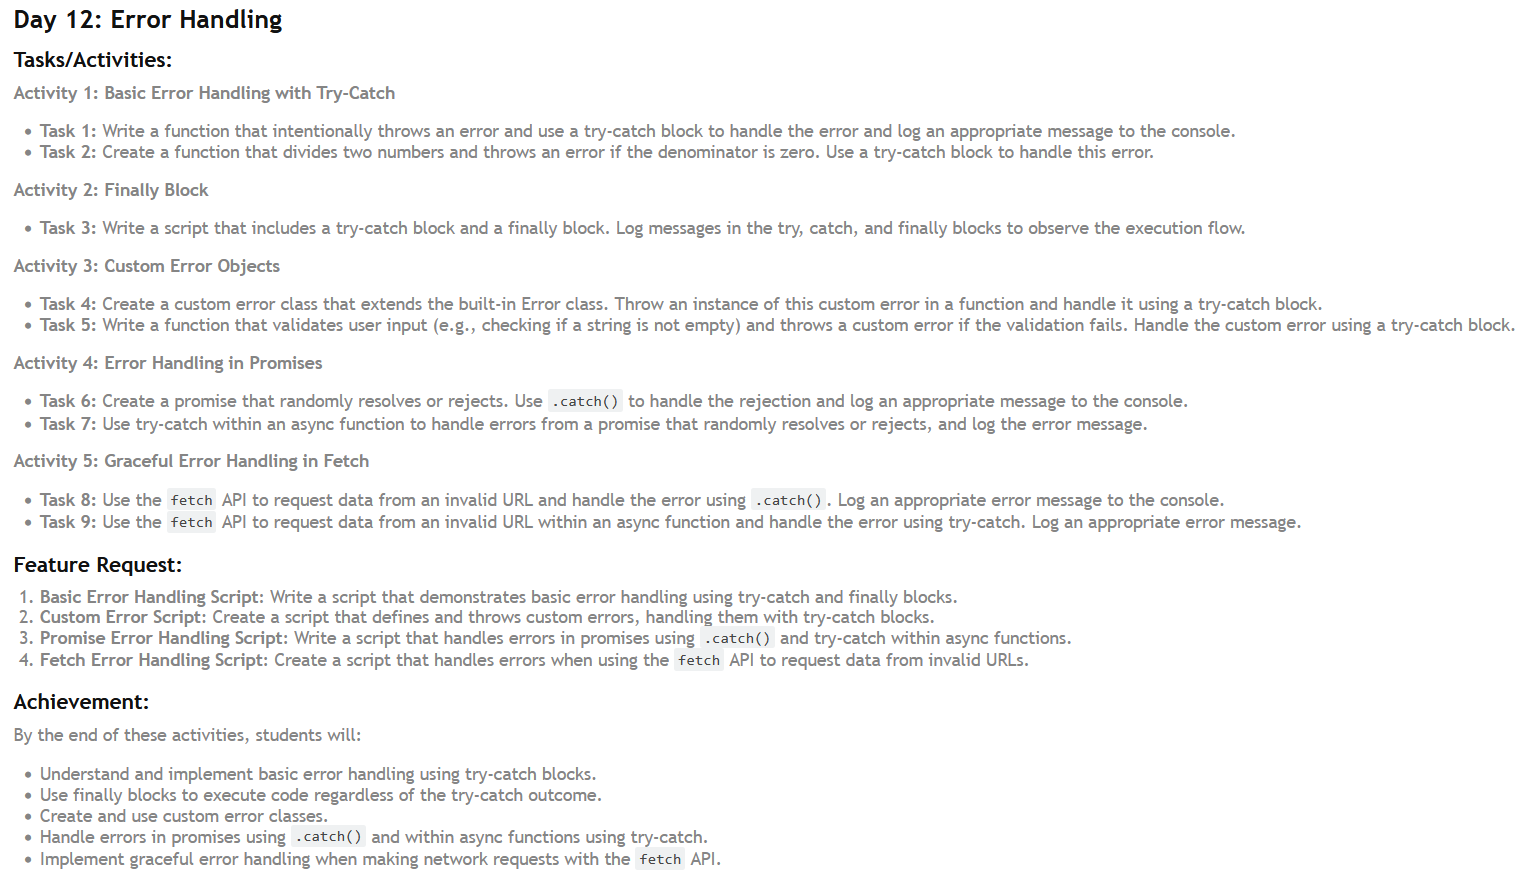 Day 12: Error Handling
Tasks/Activities:
Activity 1: Basic Error Handling with Try-Catch
• Task 1: Write a function that intentionally throws an error and use a try-catch block to handle the error and log an appropriate message to the console.
• Task 2: Create a function that divides two numbers and throws an error if the denominator is zero. Use a try-catch block to handle this error.
Activity 2: Finally Block
• Task 3: Write a script that includes a try-catch block and a finally block. Log messages in the try, catch, and finally blocks to observe the execution flow.
Activity 3: Custom Error Objects
• Task 4: Create a custom error class that extends the built-in Error class. Throw an instance of this custom error in a function and handle it using a try-catch block.
• Task 5: Write a function that validates user input (e.g., checking if a string is not empty) and throws a custom error if the validation fails. Handle the custom error using a try-catch block.
Activity 4: Error Handling in Promises
• Task 6: Create a promise that randomly resolves or rejects. Use .catch() to handle the rejection and log an appropriate message to the console.
• Task 7: Use try-catch within an async function to handle errors from a promise that randomly resolves or rejects, and log the error message.
Activity 5: Graceful Error Handling in Fetch
• Task 8: Use the fetch API to request data from an invalid URL and handle the error using .catch(). Log an appropriate error message to the console.
• Task 9: Use the fetch API to request data from an invalid URL within an async function and handle the error using try-catch. Log an appropriate error message.
Feature Request:
1. Basic Error Handling Script: Write a script that demonstrates basic error handling using try-catch and finally blocks.
2. Custom Error Script: Create a script that defines and throws custom errors, handling them with try-catch blocks.
3. Promise Error Handling Script: Write a script that handles errors in promises using .catch() and try-catch within async functions.
4. Fetch Error Handling Script: Create a script that handles errors when using the fetch API to request data from invalid URLs.
Achievement:
By the end of these activities, students will:
• Understand and implement basic error handling using try-catch blocks.
• Use finally blocks to execute code regardless of the try-catch outcome.
• Create and use custom error classes.
• Handle errors in promises using .catch() and within async functions using try-catch.
• Implement graceful error handling when making network requests with the fetch API.